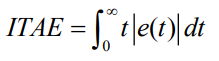 ITAE = ∫₀^∞ t|e(t)|dt